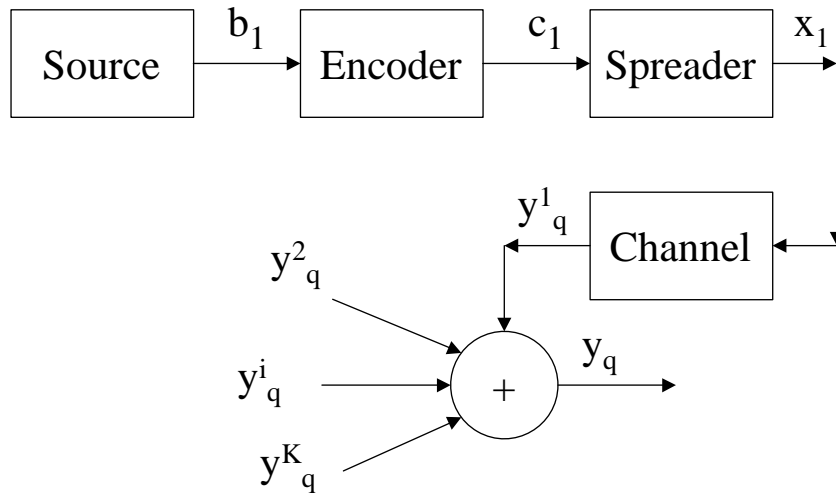 b₁ c₁ x₁
Source Encoder Spreader
y¹q
Channel
y²q
yⁱq
yᴷq
+
yq